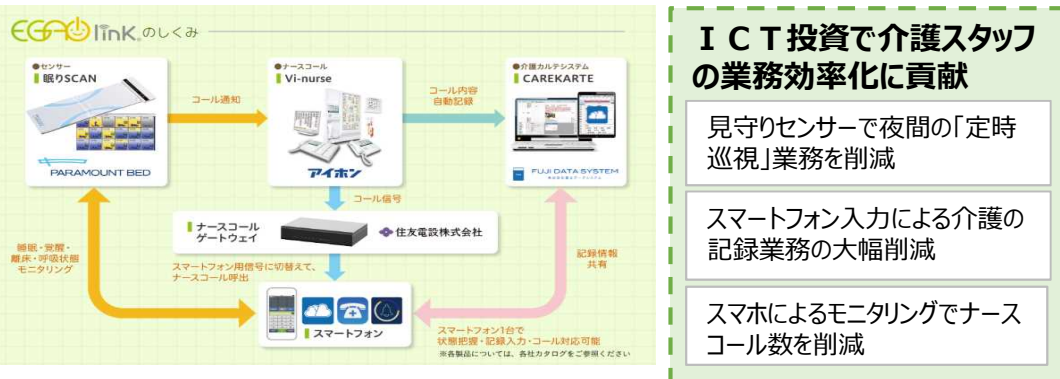 EGAO link®のしくみ
●センサー
眠りSCAN
PARAMOUNT BED
コール通知
●ナースコール
Vi-nurse
アイホン
コール内容
自動記録
●介護カルテシステム
CAREKARTE
FUJI DATA SYSTEM
コール信号
ナースコール
ゲートウェイ
住友電設株式会社
睡眠・覚醒・
離床・呼吸状態
モニタリング
スマートフォン用信号に切替えて、
ナースコール呼出
記録情報
共有
スマートフォン
スマートフォン1台で
状態把握・記録入力・コール対応可能
※各製品については、各社カタログをご参照ください
ＩＣＴ投資で介護スタッフ
の業務効率化に貢献
見守りセンサーで夜間の「定時
巡視」業務を削減
スマートフォン入力による介護の
記録業務の大幅削減
スマホによるモニタリングでナース
コール数を削減